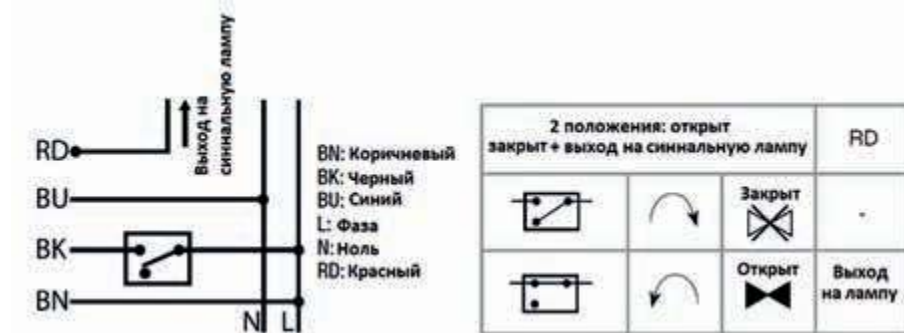 Выход на
синнальную лампу
RD
BU
BK
BN
N
L
BN: Коричневый
BK: Черный
BU: Синий
L: Фаза
N: Ноль
RD: Красный
2 положения: открыт
закрыт + выход на синнальную лампу
RD
Закрыт
-
Открыт
Выход
на лампу